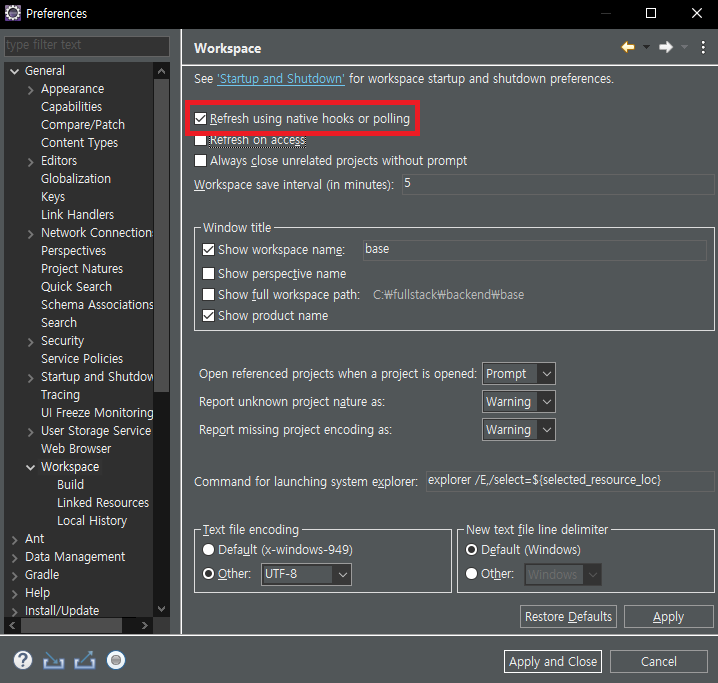 Preferences
type filter text
General
Appearance
Capabilities
Compare/Patch
Content Types
Editors
Globalization
Keys
Link Handlers
Network Connection
Perspectives
Project Natures
Quick Search
Schema Associations
Search
Security
Service Policies
Startup and Shutdow
Tracing
UI Freeze Monitoring
User Storage Service
Web Browser
Workspace
Build
Linked Resources
Local History
Ant
Data Management
Gradle
Help
Install/Update
Workspace
See 'Startup and Shutdown' for workspace startup and shutdown preferences.
Refresh using native hooks or polling
Refresh on access
Always close unrelated projects without prompt
Workspace save interval (in minutes): 5
Window title
Show workspace name: base
Show perspective name
Show full workspace path: C:₩fullstack₩backend₩base
Show product name
Open referenced projects when a project is opened: Prompt
Report unknown project nature as: Warning
Report missing project encoding as: Warning
Command for launching system explorer: explorer /E,/select=${selected_resource_loc}
Text file encoding
Default (x-windows-949)
Other: UTF-8
New text file line delimiter
Default (Windows)
Other: Windows
Restore Defaults Apply
Apply and Close Cancel